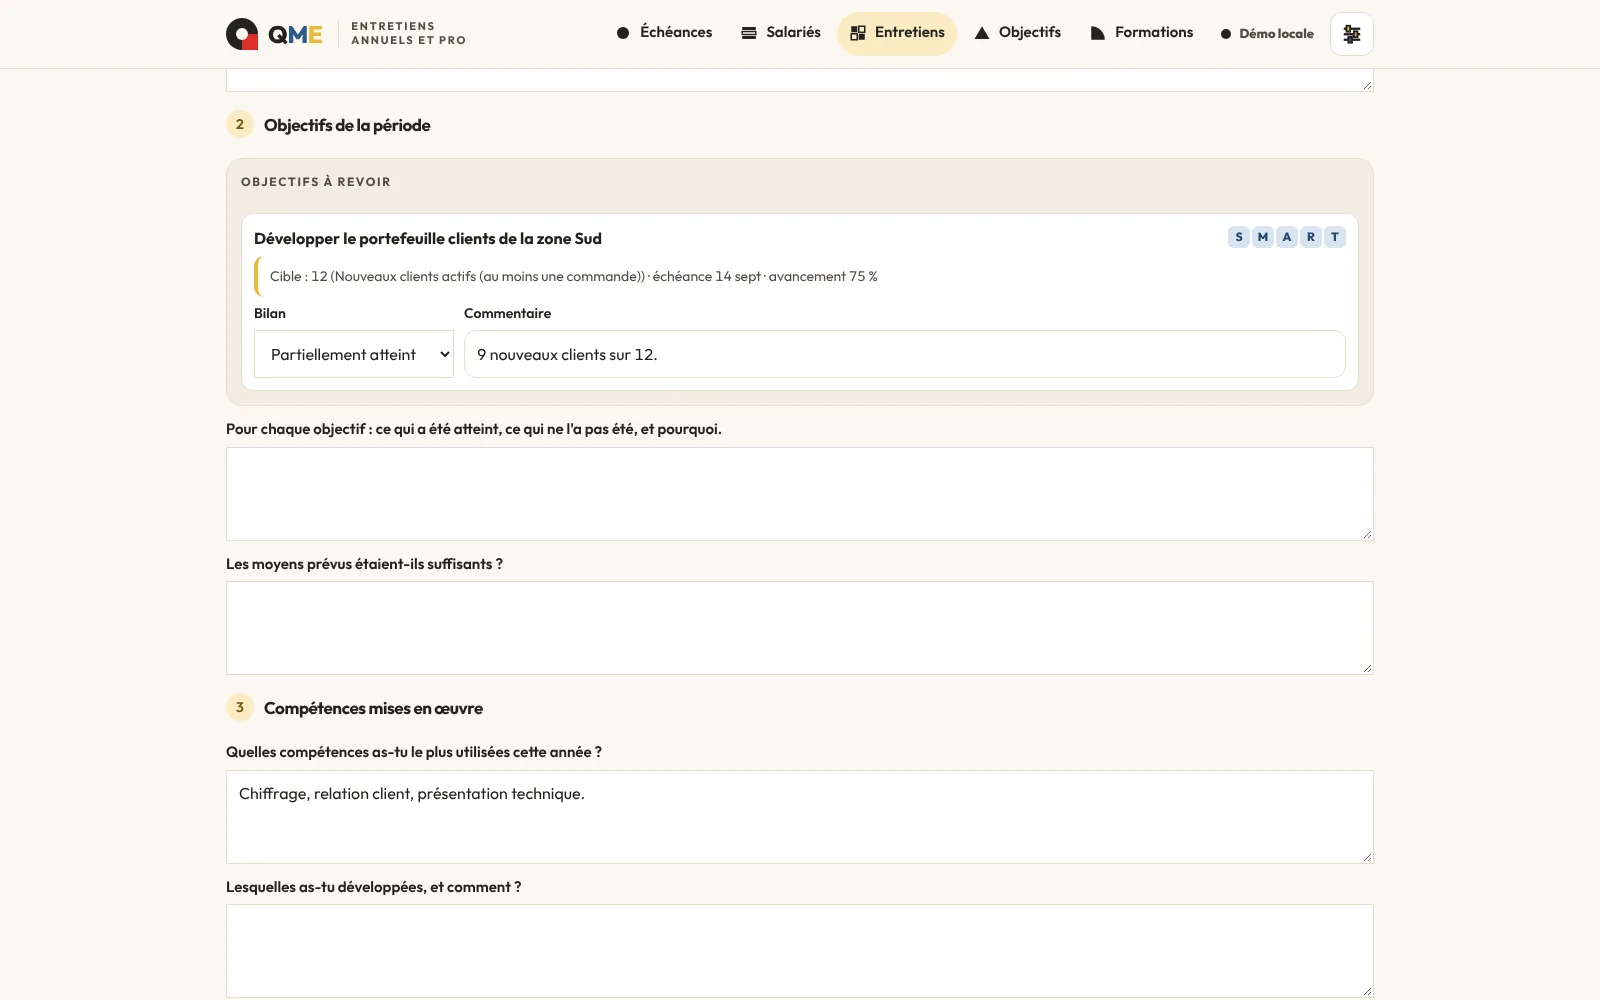 QME
ENTRETIENS
ANNUELS ET PRO
Échéances
Salariés
Entretiens
Objectifs
Formations
Démo locale
2 Objectifs de la période
OBJECTIFS À REVOIR
Développer le portefeuille clients de la zone Sud
S M A R T
Cible : 12 (Nouveaux clients actifs (au moins une commande)) · échéance 14 sept · avancement 75 %
Bilan
Commentaire
Partiellement atteint
9 nouveaux clients sur 12.
Pour chaque objectif : ce qui a été atteint, ce qui ne l'a pas été, et pourquoi.
Les moyens prévus étaient-ils suffisants ?
3 Compétences mises en œuvre
Quelles compétences as-tu le plus utilisées cette année ?
Chiffrage, relation client, présentation technique.
Lesquelles as-tu développées, et comment ?